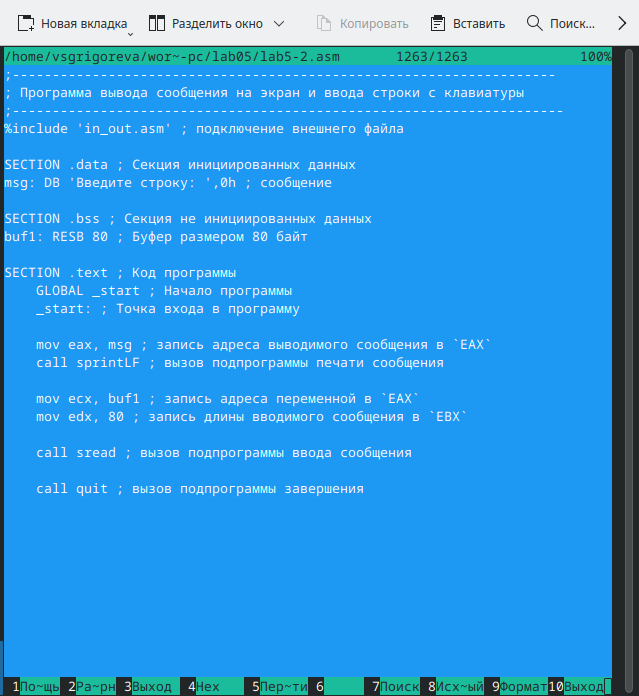 Новая вкладка Разделить окно Копировать Вставить Поиск...
/home/vsgrigoreva/wor~-pc/lab05/lab5-2.asm 1263/1263 100%
;--------------------------------------------------------------------
; Программа вывода сообщения на экран и ввода строки с клавиатуры
;---------------------------------------------------------------------
%include 'in_out.asm' ; подключение внешнего файла
SECTION .data ; Секция инициированных данных
msg: DB 'Введите строку: ',0h ; сообщение
SECTION .bss ; Секция не инициированных данных
buf1: RESB 80 ; Буфер размером 80 байт
SECTION .text ; Код программы
GLOBAL _start ; Начало программы
_start: ; Точка входа в программу
mov eax, msg ; запись адреса выводимого сообщения в `EAX`
call sprintLF ; вызов подпрограммы печати сообщения
mov ecx, buf1 ; запись адреса переменной в `EAX`
mov edx, 80 ; запись длины вводимого сообщения в `EBX`
call sread ; вызов подпрограммы ввода сообщения
call quit ; вызов подпрограммы завершения
1По~щь 2Ра~рн 3Выход 4Hex 5Пер~ти 6 7Поиск 8Исх~ый 9Формат 10Выход